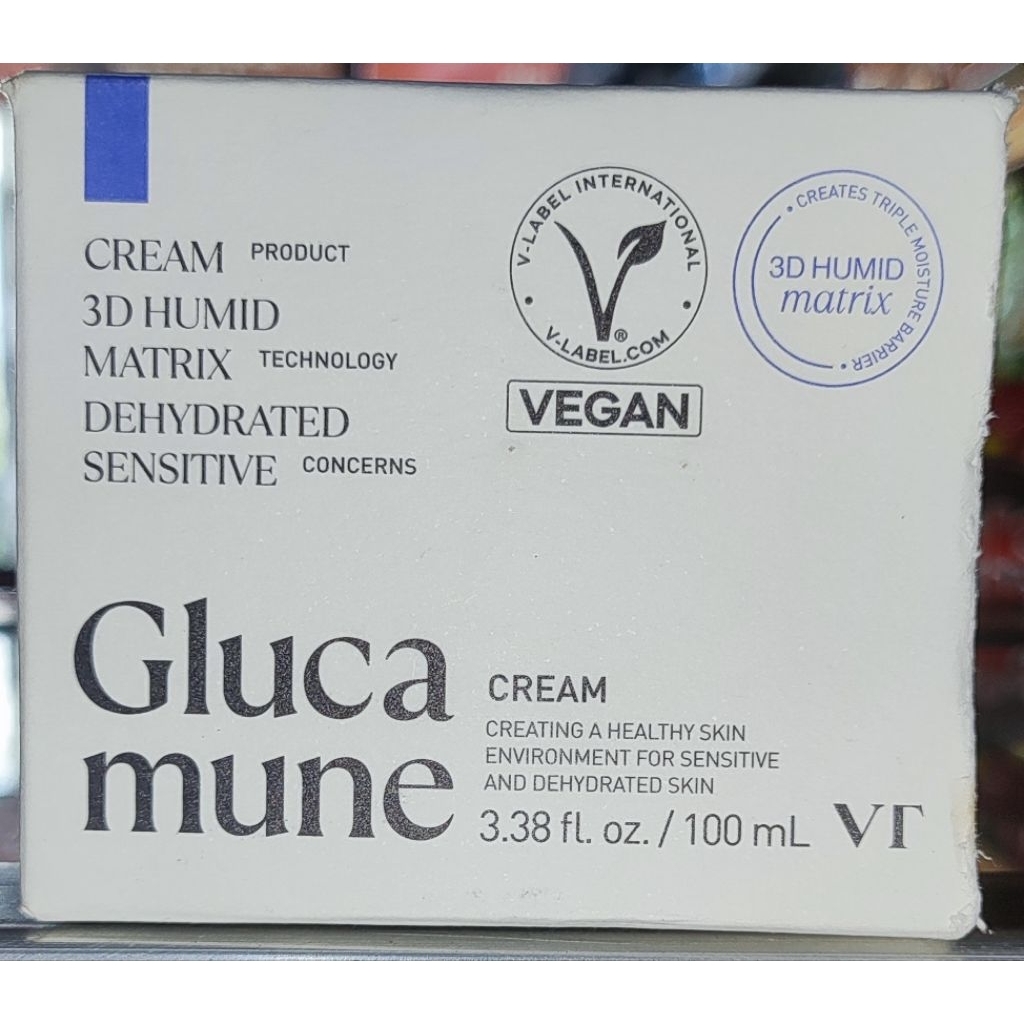 CREAM PRODUCT
3D HUMID
MATRIX TECHNOLOGY
DEHYDRATED
SENSITIVE CONCERNS
• V-LABEL INTERNATIONAL •
V-LABEL.COM
®
VEGAN
• CREATES TRIPLE MOISTURE BARRIER •
3D HUMID
matrix
Gluca
mune
CREAM
CREATING A HEALTHY SKIN
ENVIRONMENT FOR SENSITIVE
AND DEHYDRATED SKIN
3.38 fl. oz. / 100 mL
VT